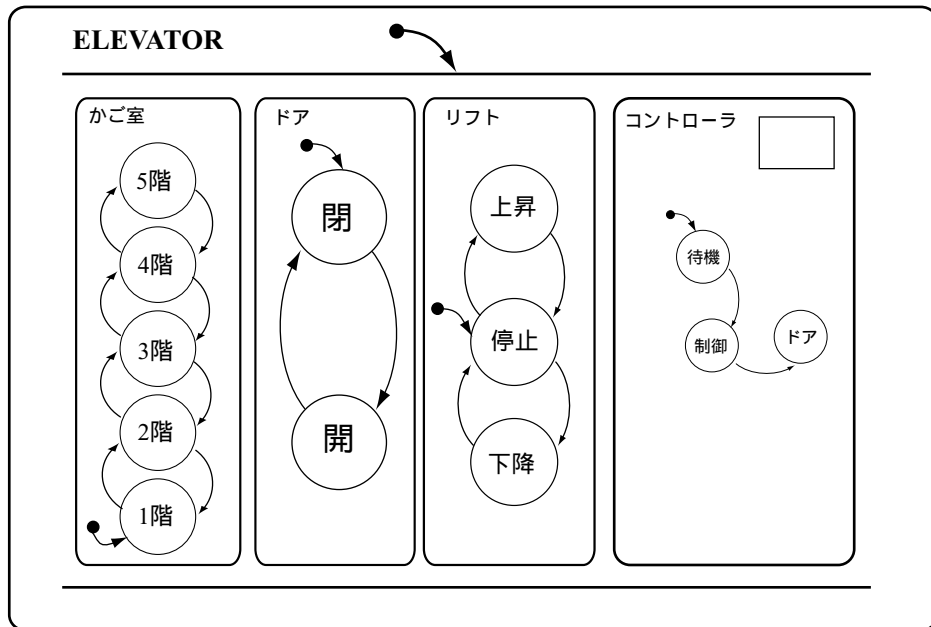 ELEVATOR
かご室
5階
4階
3階
2階
1階
ドア
閉
開
リフト
上昇
停止
下降
コントローラ
待機
制御
ドア